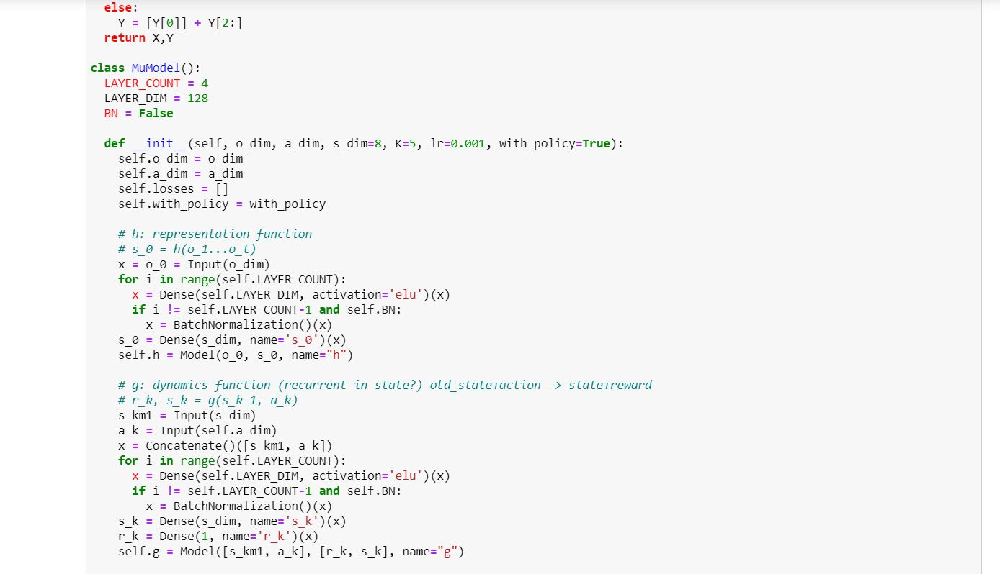 else:
Y = [Y[0]] + Y[2:]
return X,Y
class MuModel():
LAYER_COUNT = 4
LAYER_DIM = 128
BN = False
def __init__(self, o_dim, a_dim, s_dim=8, K=5, lr=0.001, with_policy=True):
self.o_dim = o_dim
self.a_dim = a_dim
self.losses = []
self.with_policy = with_policy
# h: representation function
# s_0 = h(o_1...o_t)
x = o_0 = Input(o_dim)
for i in range(self.LAYER_COUNT):
x = Dense(self.LAYER_DIM, activation='elu')(x)
if i != self.LAYER_COUNT-1 and self.BN:
x = BatchNormalization()(x)
s_0 = Dense(s_dim, name='s_0')(x)
self.h = Model(o_0, s_0, name="h")
# g: dynamics function (recurrent in state?) old_state+action -> state+reward
# r_k, s_k = g(s_k-1, a_k)
s_km1 = Input(s_dim)
a_k = Input(self.a_dim)
x = Concatenate()([s_km1, a_k])
for i in range(self.LAYER_COUNT):
x = Dense(self.LAYER_DIM, activation='elu')(x)
if i != self.LAYER_COUNT-1 and self.BN:
x = BatchNormalization()(x)
s_k = Dense(s_dim, name='s_k')(x)
r_k = Dense(1, name='r_k')(x)
self.g = Model([s_km1, a_k], [r_k, s_k], name="g")